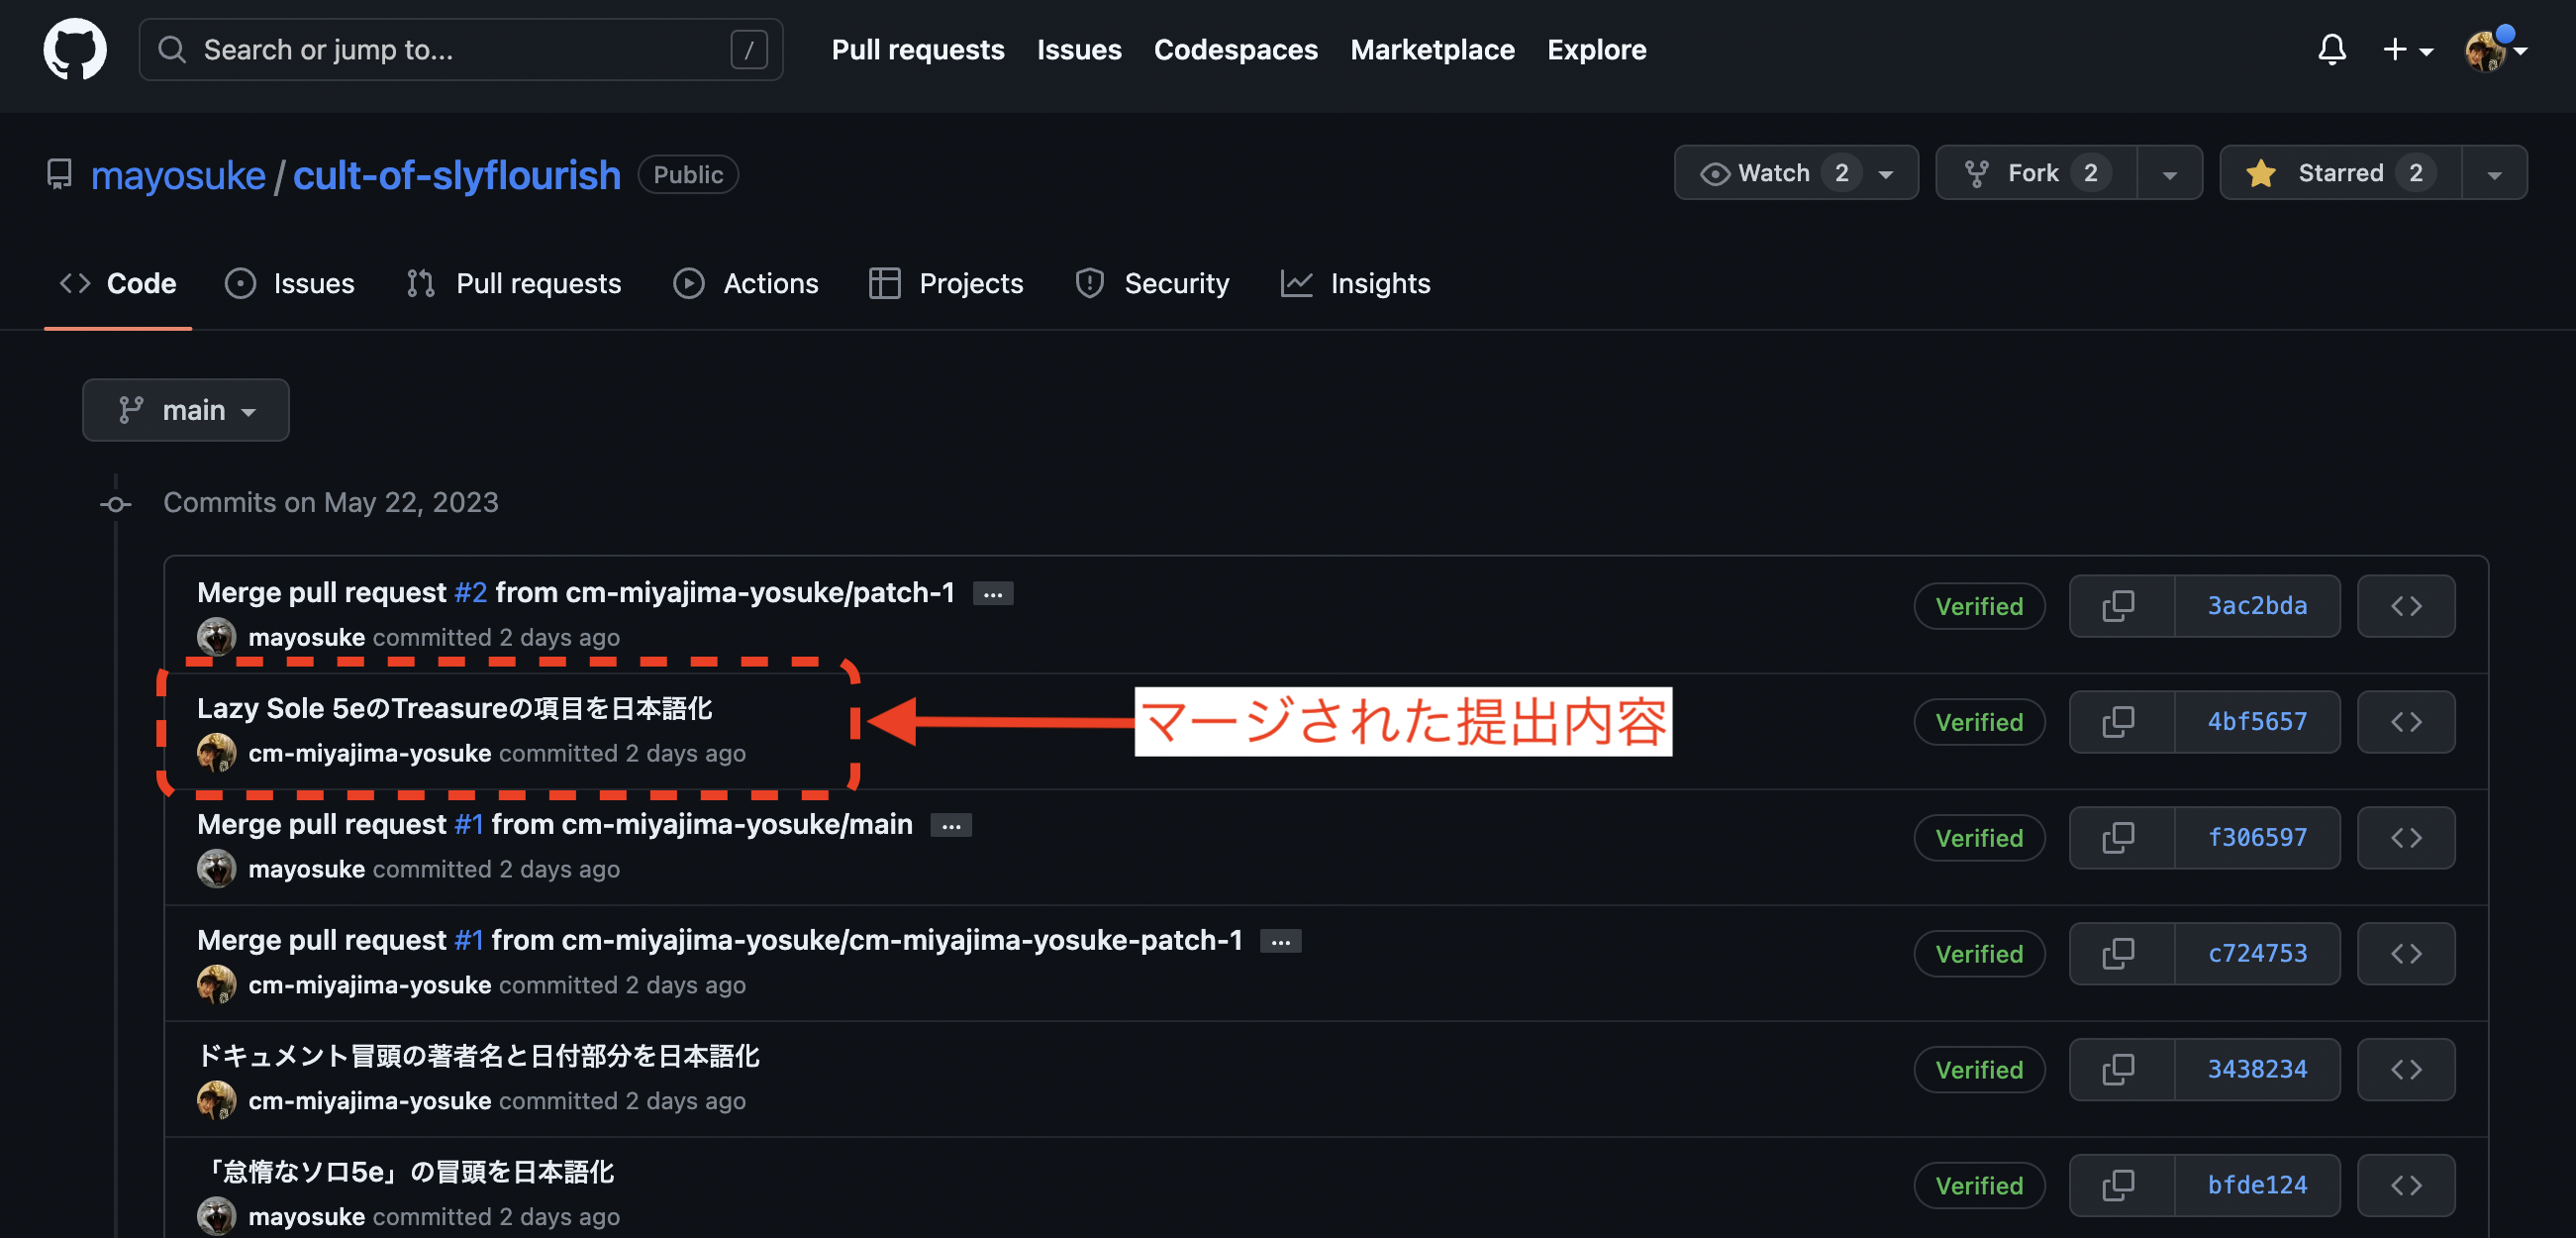 Search or jump to... /
Pull requests Issues Codespaces Marketplace Explore
mayosuke / cult-of-slyflourish Public
Watch 2 Fork 2 Starred 2
Code Issues Pull requests Actions Projects Security Insights
main
Commits on May 22, 2023
Merge pull request #2 from cm-miyajima-yosuke/patch-1 ...
mayosuke committed 2 days ago
Verified 3ac2bda
Lazy Sole 5eのTreasureの項目を日本語化
cm-miyajima-yosuke committed 2 days ago
マージされた提出内容
Verified 4bf5657
Merge pull request #1 from cm-miyajima-yosuke/main ...
mayosuke committed 2 days ago
Verified f306597
Merge pull request #1 from cm-miyajima-yosuke/cm-miyajima-yosuke-patch-1 ...
cm-miyajima-yosuke committed 2 days ago
Verified c724753
ドキュメント冒頭の著者名と日付部分を日本語化
cm-miyajima-yosuke committed 2 days ago
Verified 3438234
「怠惰なソロ5e」の冒頭を日本語化
mayosuke committed 2 days ago
Verified bfde124